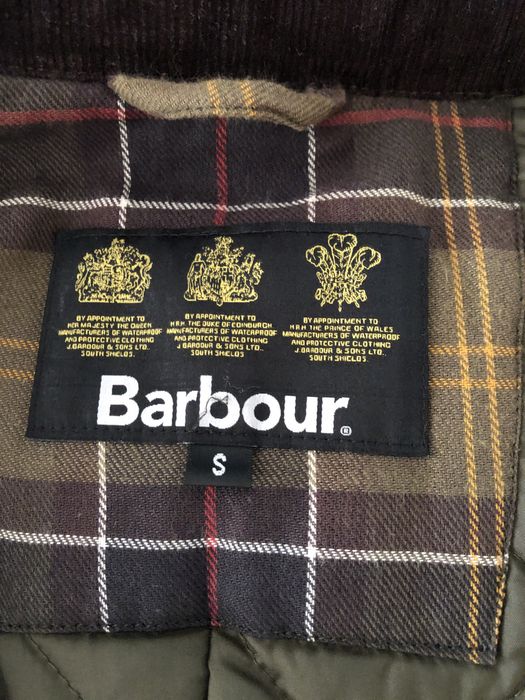 BY APPOINTMENT TO
HER MAJESTY THE QUEEN
MANUFACTURERS OF WATERPROOF
AND PROTECTIVE CLOTHING
J.BARBOUR & SONS LTD.
SOUTH SHIELDS.
BY APPOINTMENT TO
H.R.H. THE DUKE OF EDINBURGH
MANUFACTURERS OF WATERPROOF
AND PROTECTIVE CLOTHING
J.BARBOUR & SONS LTD.
SOUTH SHIELDS.
BY APPOINTMENT TO
H.R.H. THE PRINCE OF WALES
MANUFACTURERS OF WATERPROOF
AND PROTECTIVE CLOTHING
J.BARBOUR & SONS LTD.
SOUTH SHIELDS.
Barbour®
S